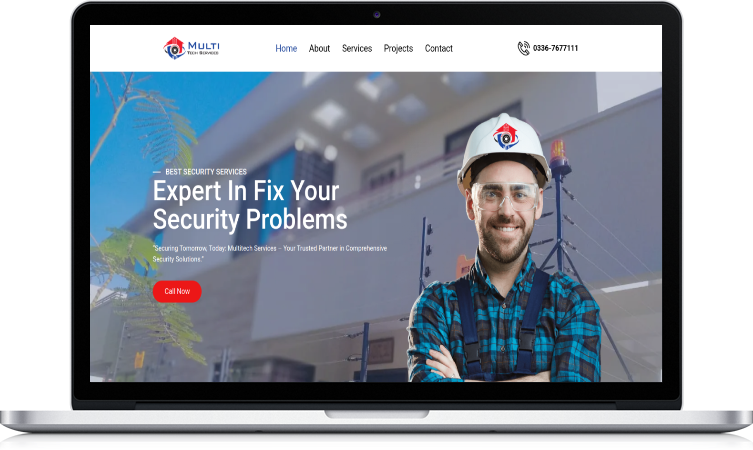 MULTI
TECH SERVICES
Home About Services Projects Contact
0336-7677111
BEST SECURITY SERVICES
Expert In Fix Your
Security Problems
"Securing Tomorrow, Today: Multitech Services – Your Trusted Partner in Comprehensive
Security Solutions."
Call Now